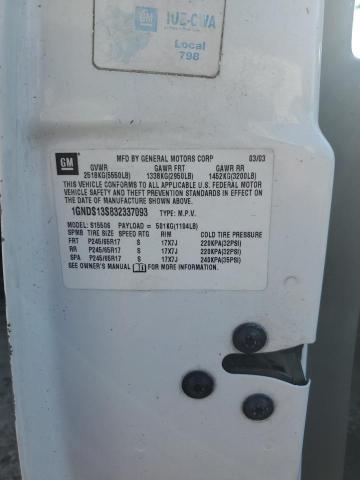 GM IUE-CWA
Local
798
GM
MFD BY GENERAL MOTORS CORP 03/03
GVWR GAWR FRT GAWR RR
2518KG(5550LB) 1338KG(2950LB) 1452KG(3200LB)
THIS VEHICLE CONFORMS TO ALL APPLICABLE U.S. FEDERAL MOTOR
VEHICLE SAFETY AND THEFT PREVENTION STANDARDS IN EFFECT ON
THE DATE OF MANUFACTURE SHOWN ABOVE.
1GNDS13S832337093 TYPE: M.P.V.
MODEL: S15506 PAYLOAD = 501KG(1104LB)
SPMB TIRE SIZE SPEED RTG RIM COLD TIRE PRESSURE
FRT P245/65R17 S 17X7J 220KPA(32PSI)
RR P245/65R17 S 17X7J 220KPA(32PSI)
SPA P245/65R17 S 17X7J 240KPA(35PSI)
SEE OWNER'S MANUAL FOR MORE INFORMATION